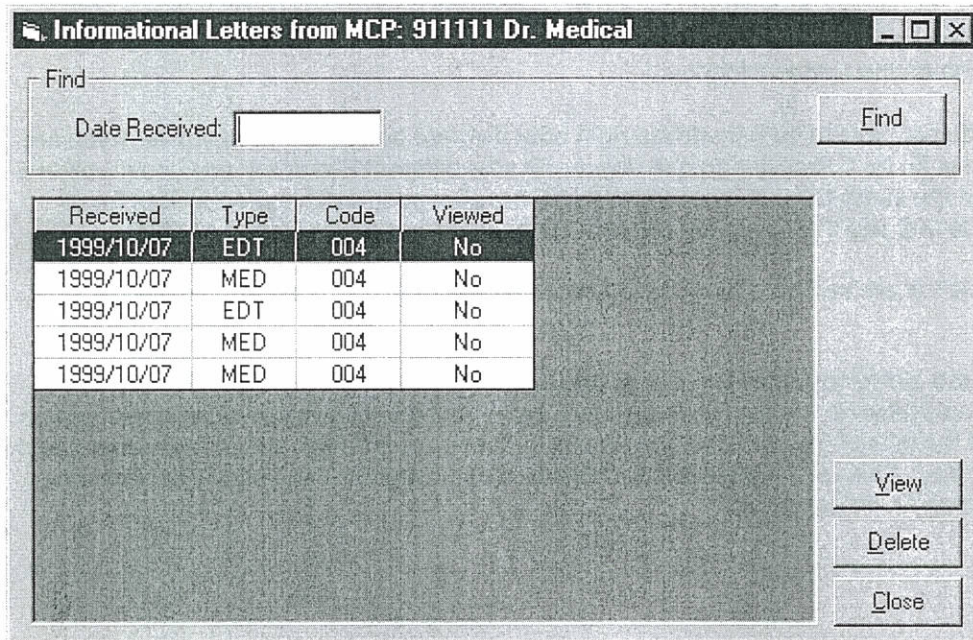 Informational Letters from MCP: 911111 Dr. Medical
Find
Date Received:
Find
Received Type Code Viewed
1999/10/07 EDT 004 No
1999/10/07 MED 004 No
1999/10/07 EDT 004 No
1999/10/07 MED 004 No
1999/10/07 MED 004 No
View
Delete
Close